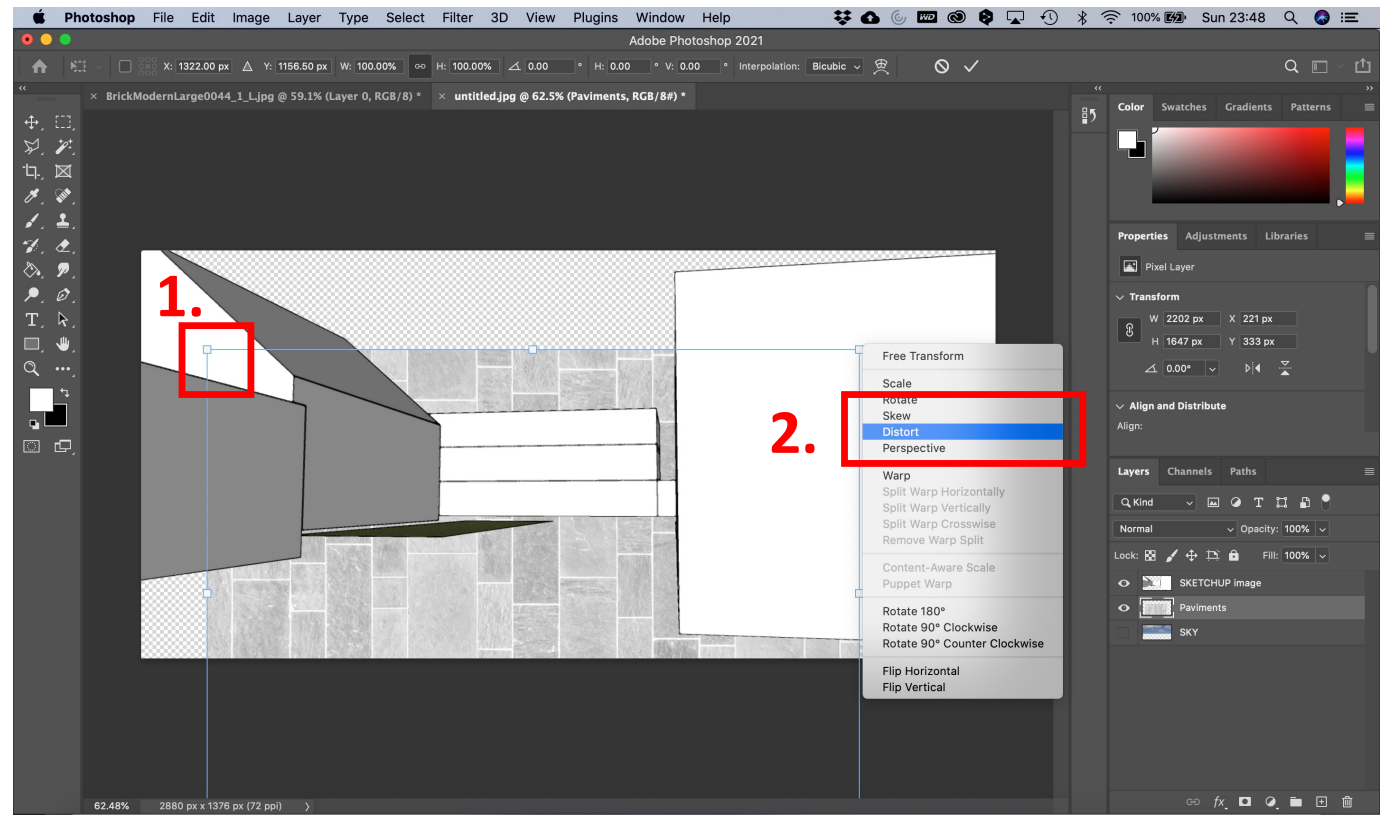 Photoshop File Edit Image Layer Type Select Filter 3D View Plugins Window Help 100% Sun 23:48
Adobe Photoshop 2021
X: 1322.00 px Y: 1156.50 px W: 100.00% H: 100.00% 0.00 ° H: 0.00 ° V: 0.00 ° Interpolation: Bicubic
× BrickModernLarge0044_1_L.jpg @ 59.1% (Layer 0, RGB/8) * × untitled.jpg @ 62.5% (Paviments, RGB/8#) *
1.
2.
Free Transform
Scale
Rotate
Skew
Distort
Perspective
Warp
Split Warp Horizontally
Split Warp Vertically
Split Warp Crosswise
Remove Warp Split
Content-Aware Scale
Puppet Warp
Rotate 180°
Rotate 90° Clockwise
Rotate 90° Counter Clockwise
Flip Horizontal
Flip Vertical
Color Swatches Gradients Patterns
Properties Adjustments Libraries
Pixel Layer
Transform
W 2202 px X 221 px
H 1647 px Y 333 px
0.00°
Align and Distribute
Align:
Layers Channels Paths
Kind
Normal Opacity: 100%
Lock: Fill: 100%
SKETCHUP image
Paviments
SKY
62.48% 2880 px x 1376 px (72 ppi)